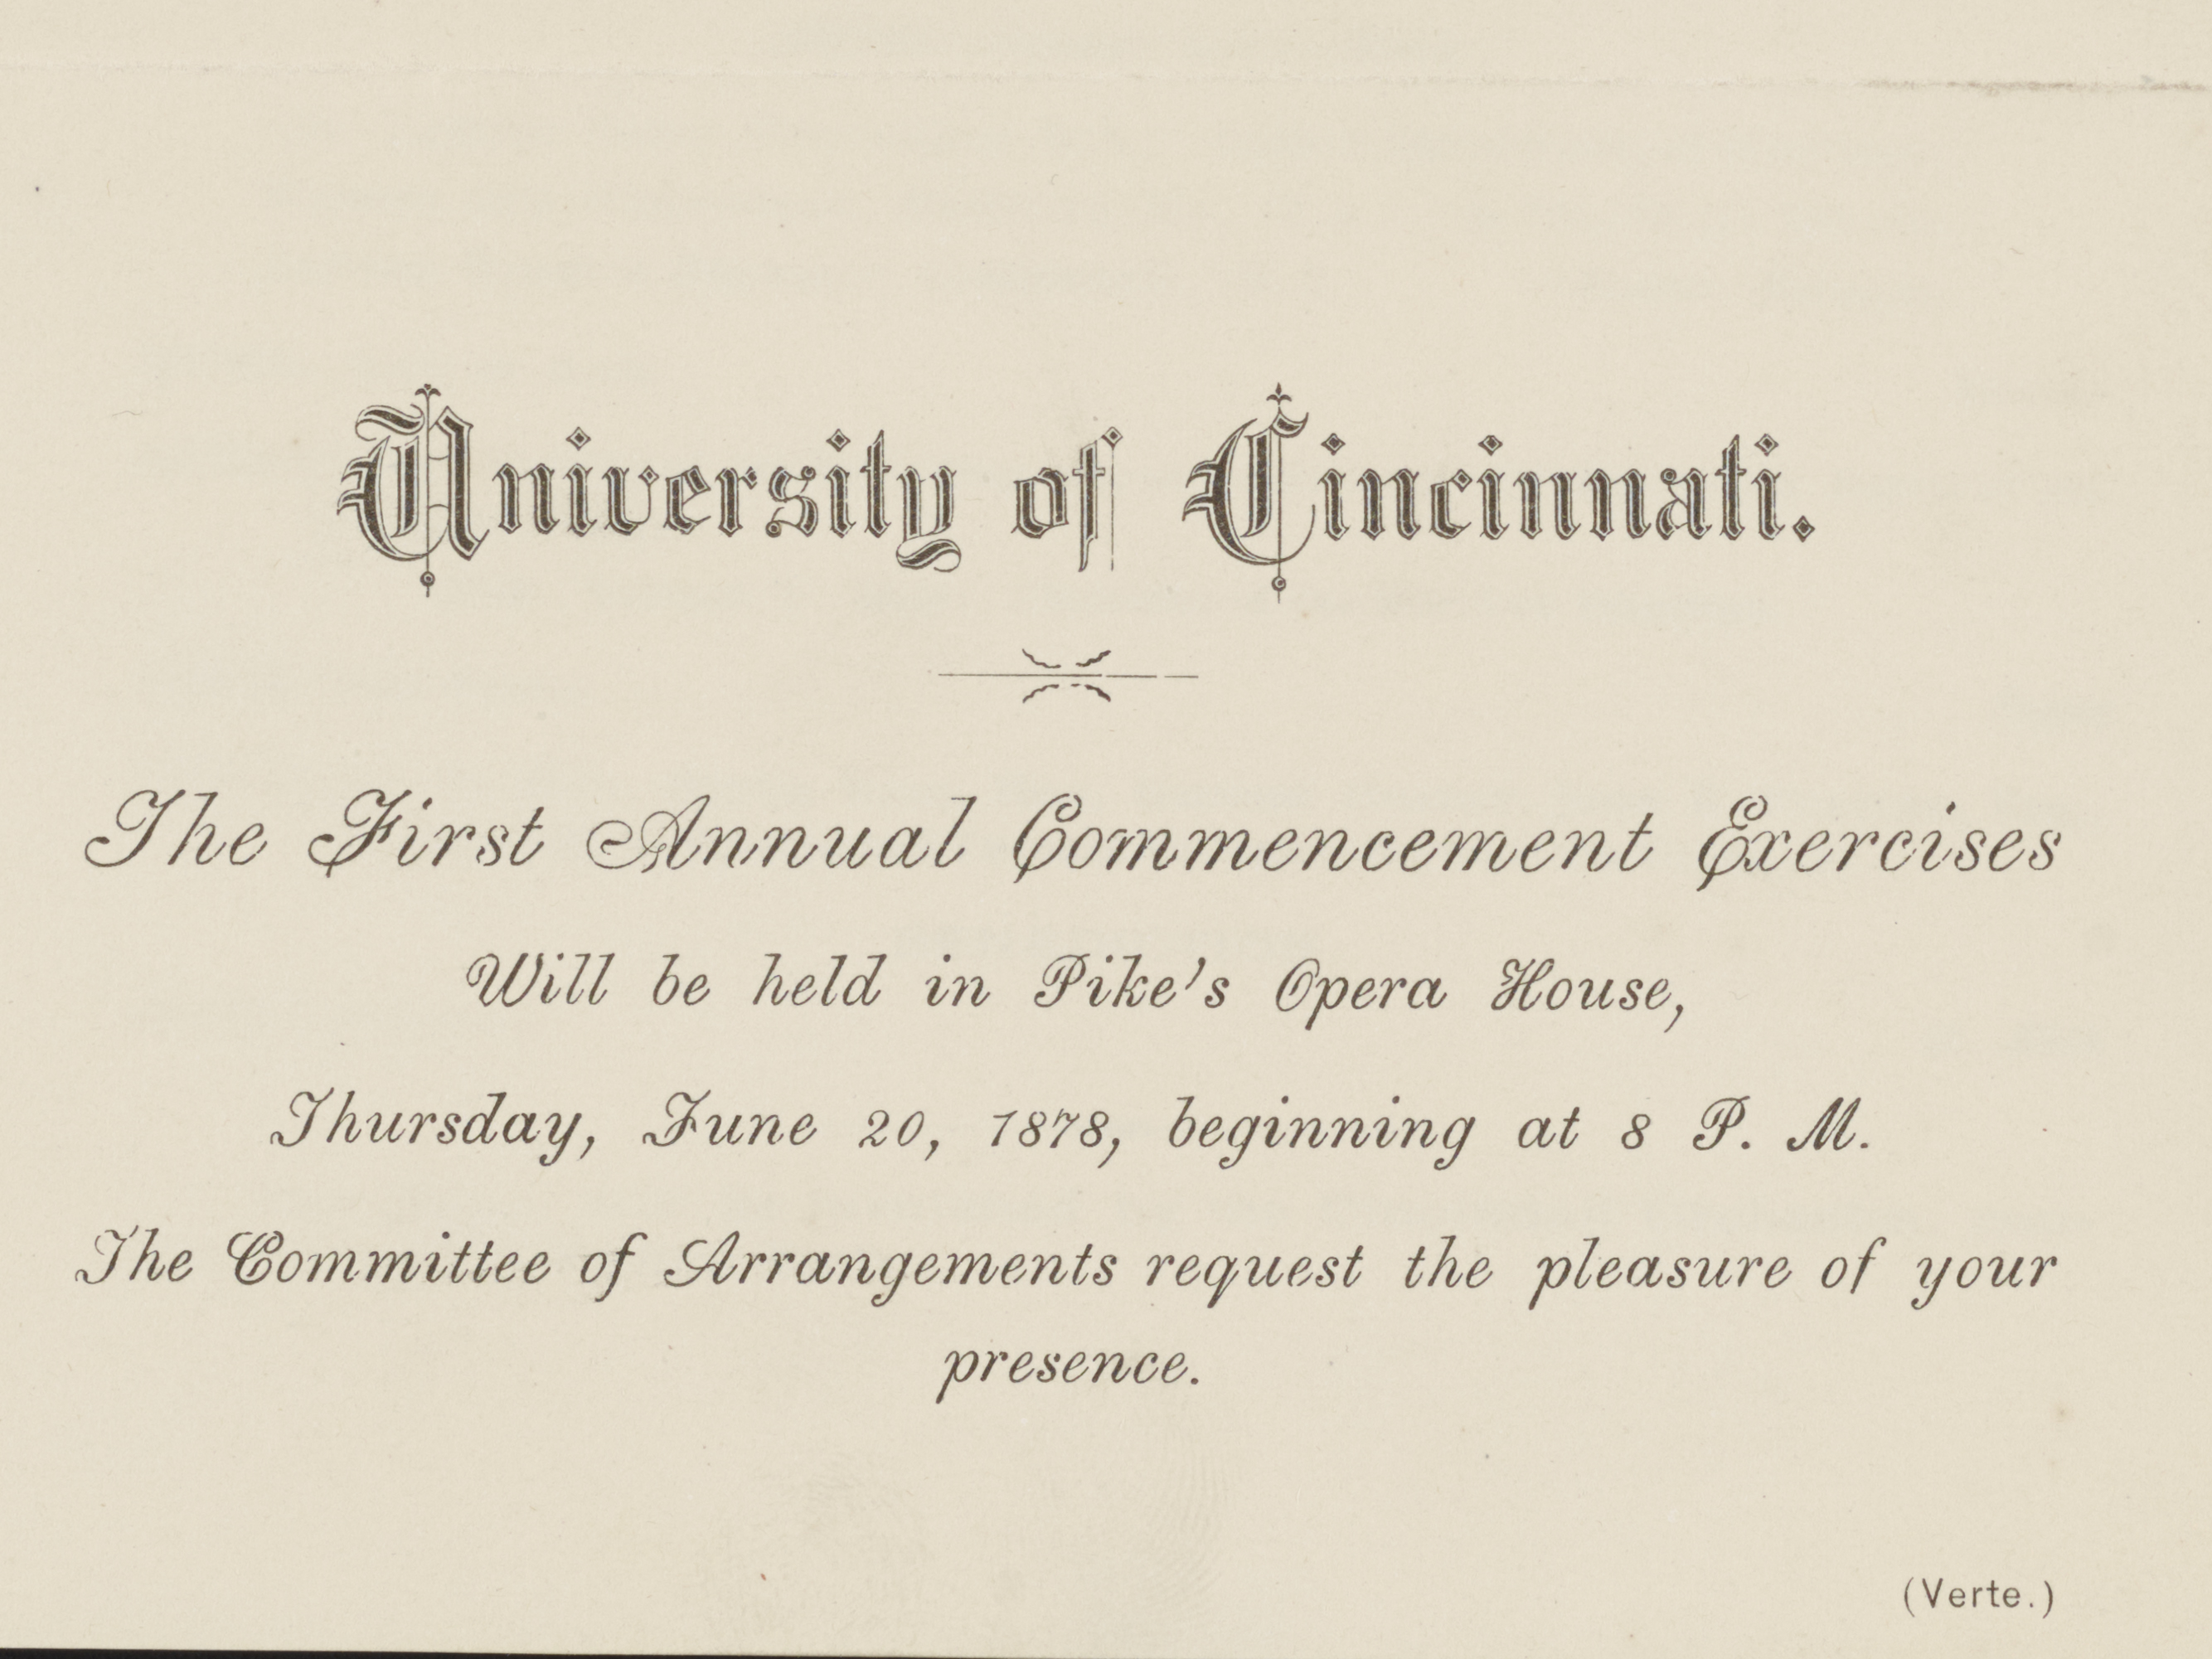 University of Cincinnati.
The First Annual Commencement Exercises
Will be held in Pike's Opera House,
Thursday, June 20, 1878, beginning at 8 P. M.
The Committee of Arrangements request the pleasure of your
presence.
(Verte.)